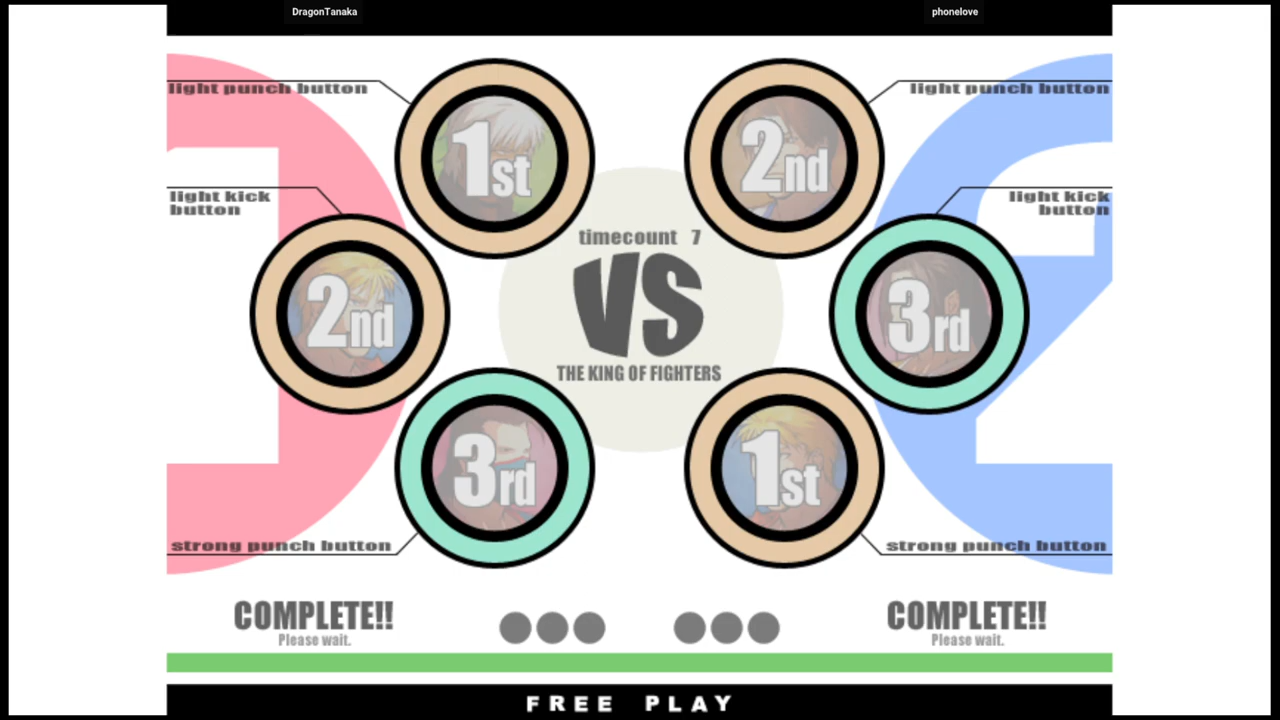 DragonTanaka
phonelove
light punch button
light punch button
1st
2nd
light kick
button
light kick
button
timecount 7
VS
THE KING OF FIGHTERS
2nd
3rd
3rd
1st
strong punch button
strong punch button
COMPLETE!!
Please wait.
COMPLETE!!
Please wait.
FREE PLAY